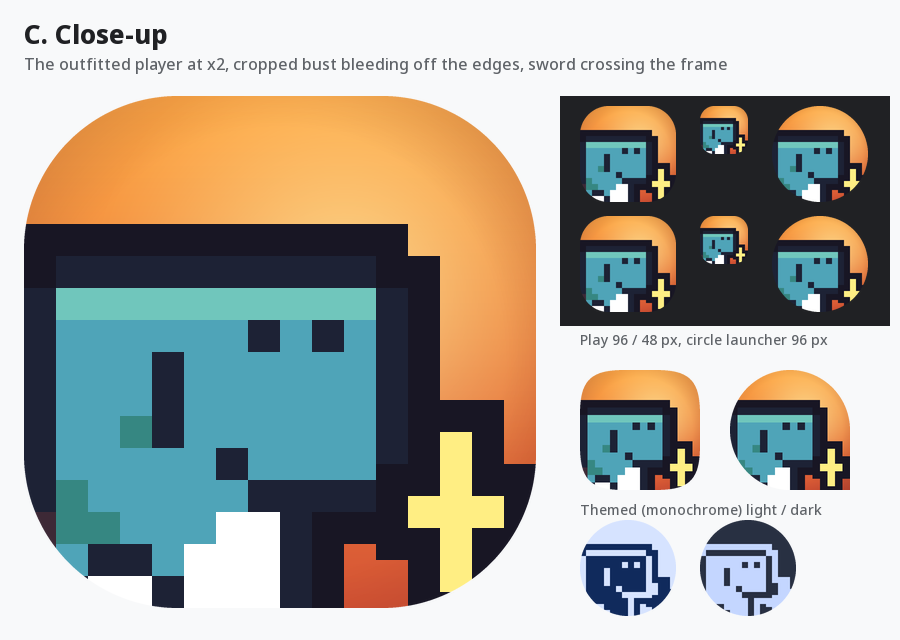 C. Close-up
The outfitted player at x2, cropped bust bleeding off the edges, sword crossing the frame
Play 96 / 48 px, circle launcher 96 px
Themed (monochrome) light / dark